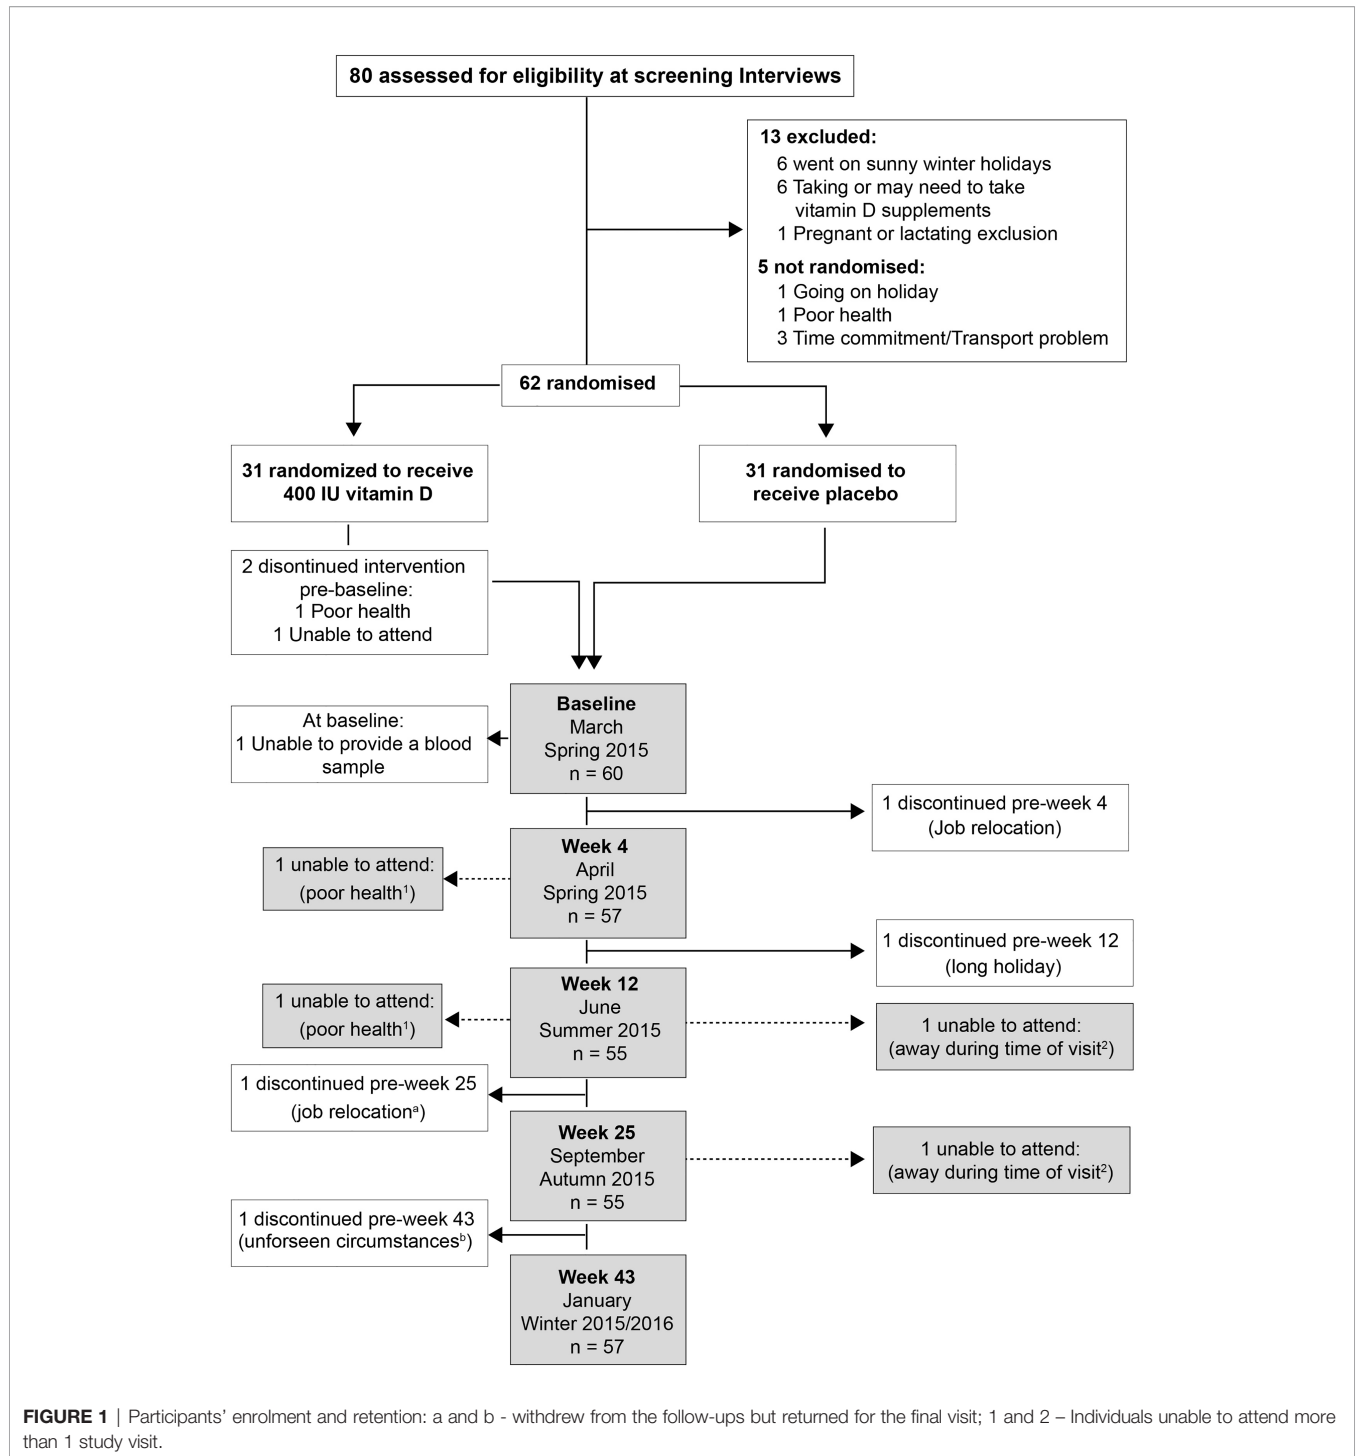 80 assessed for eligibility at screening Interviews
13 excluded:
6 went on sunny winter holidays
6 Taking or may need to take
vitamin D supplements
1 Pregnant or lactating exclusion
5 not randomised:
1 Going on holiday
1 Poor health
3 Time commitment/Transport problem
62 randomised
31 randomized to receive
400 IU vitamin D
31 randomised to
receive placebo
2 discontinued intervention
pre-baseline:
1 Poor health
1 Unable to attend
Baseline
March
Spring 2015
n = 60
At baseline:
1 Unable to provide a blood
sample
1 discontinued pre-week 4
(Job relocation)
Week 4
April
Spring 2015
n = 57
1 unable to attend:
(poor health¹)
1 discontinued pre-week 12
(long holiday)
Week 12
June
Summer 2015
n = 55
1 unable to attend:
(poor health¹)
1 unable to attend:
(away during time of visit²)
1 discontinued pre-week 25
(job relocationᵃ)
Week 25
September
Autumn 2015
n = 55
1 unable to attend:
(away during time of visit²)
1 discontinued pre-week 43
(unforseen circumstancesᵇ)
Week 43
January
Winter 2015/2016
n = 57
FIGURE 1 | Participants’ enrolment and retention: a and b - withdrew from the follow-ups but returned for the final visit; 1 and 2 – Individuals unable to attend more
than 1 study visit.